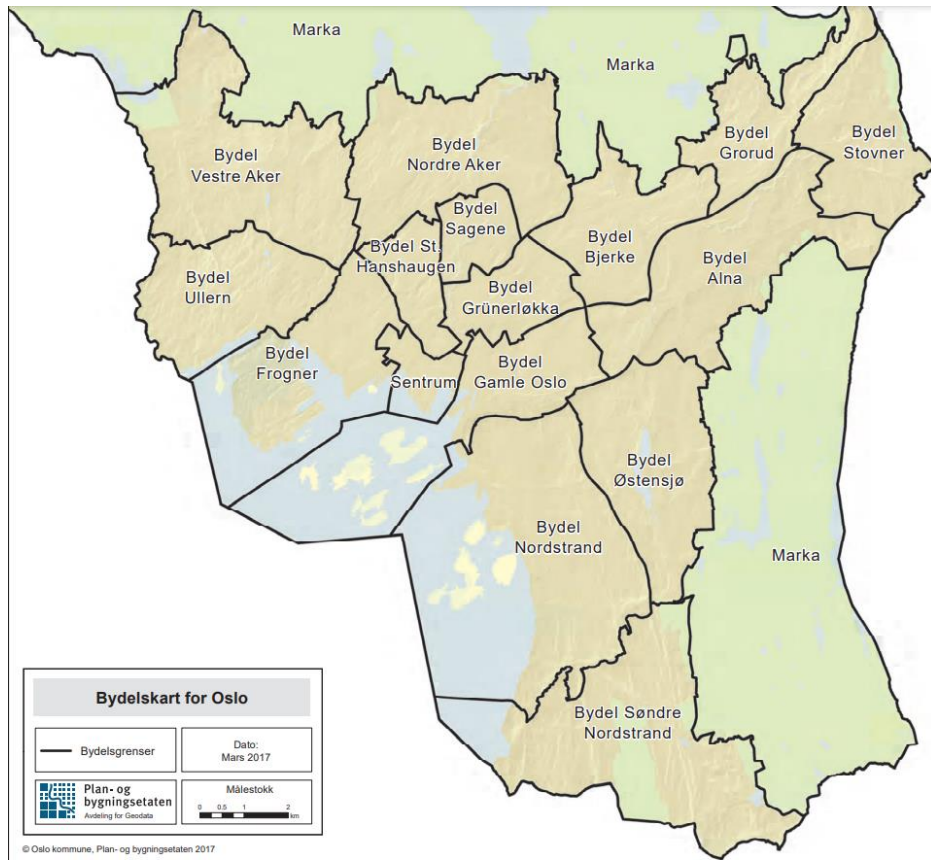 Marka
Marka
Bydel
Vestre Aker
Bydel
Nordre Aker
Bydel
Grorud
Bydel
Stovner
Bydel
Sagene
Bydel St.
Hanshaugen
Bydel
Bjerke
Bydel
Alna
Bydel
Ullern
Bydel
Grünerløkka
Bydel
Frogner
Sentrum
Bydel
Gamle Oslo
Bydel
Østensjø
Bydel
Nordstrand
Marka
Bydel Søndre
Nordstrand
Bydelskart for Oslo
Bydelsgrenser
Dato:
Mars 2017
Plan- og
bygningsetaten
Avdeling for Geodata
Målestokk
0 0.5 1 2
km
© Oslo kommune, Plan- og bygningsetaten 2017